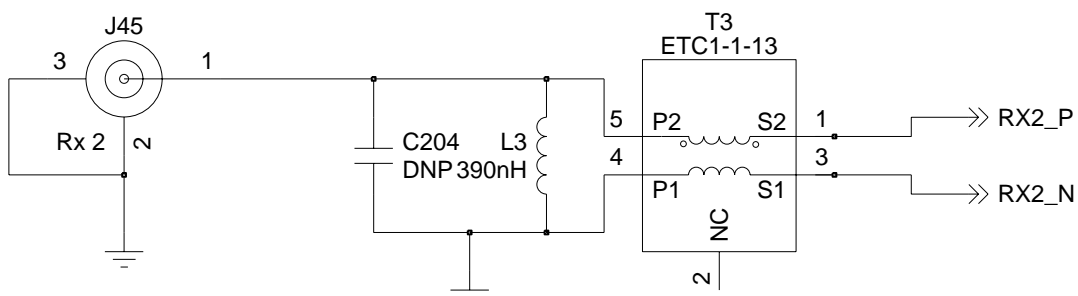 J45
3
1
Rx 2
2
C204
DNP
L3
390nH
T3
ETC1-1-13
5
P2
S2
1
4
P1
S1
3
NC
2
RX2_P
RX2_N